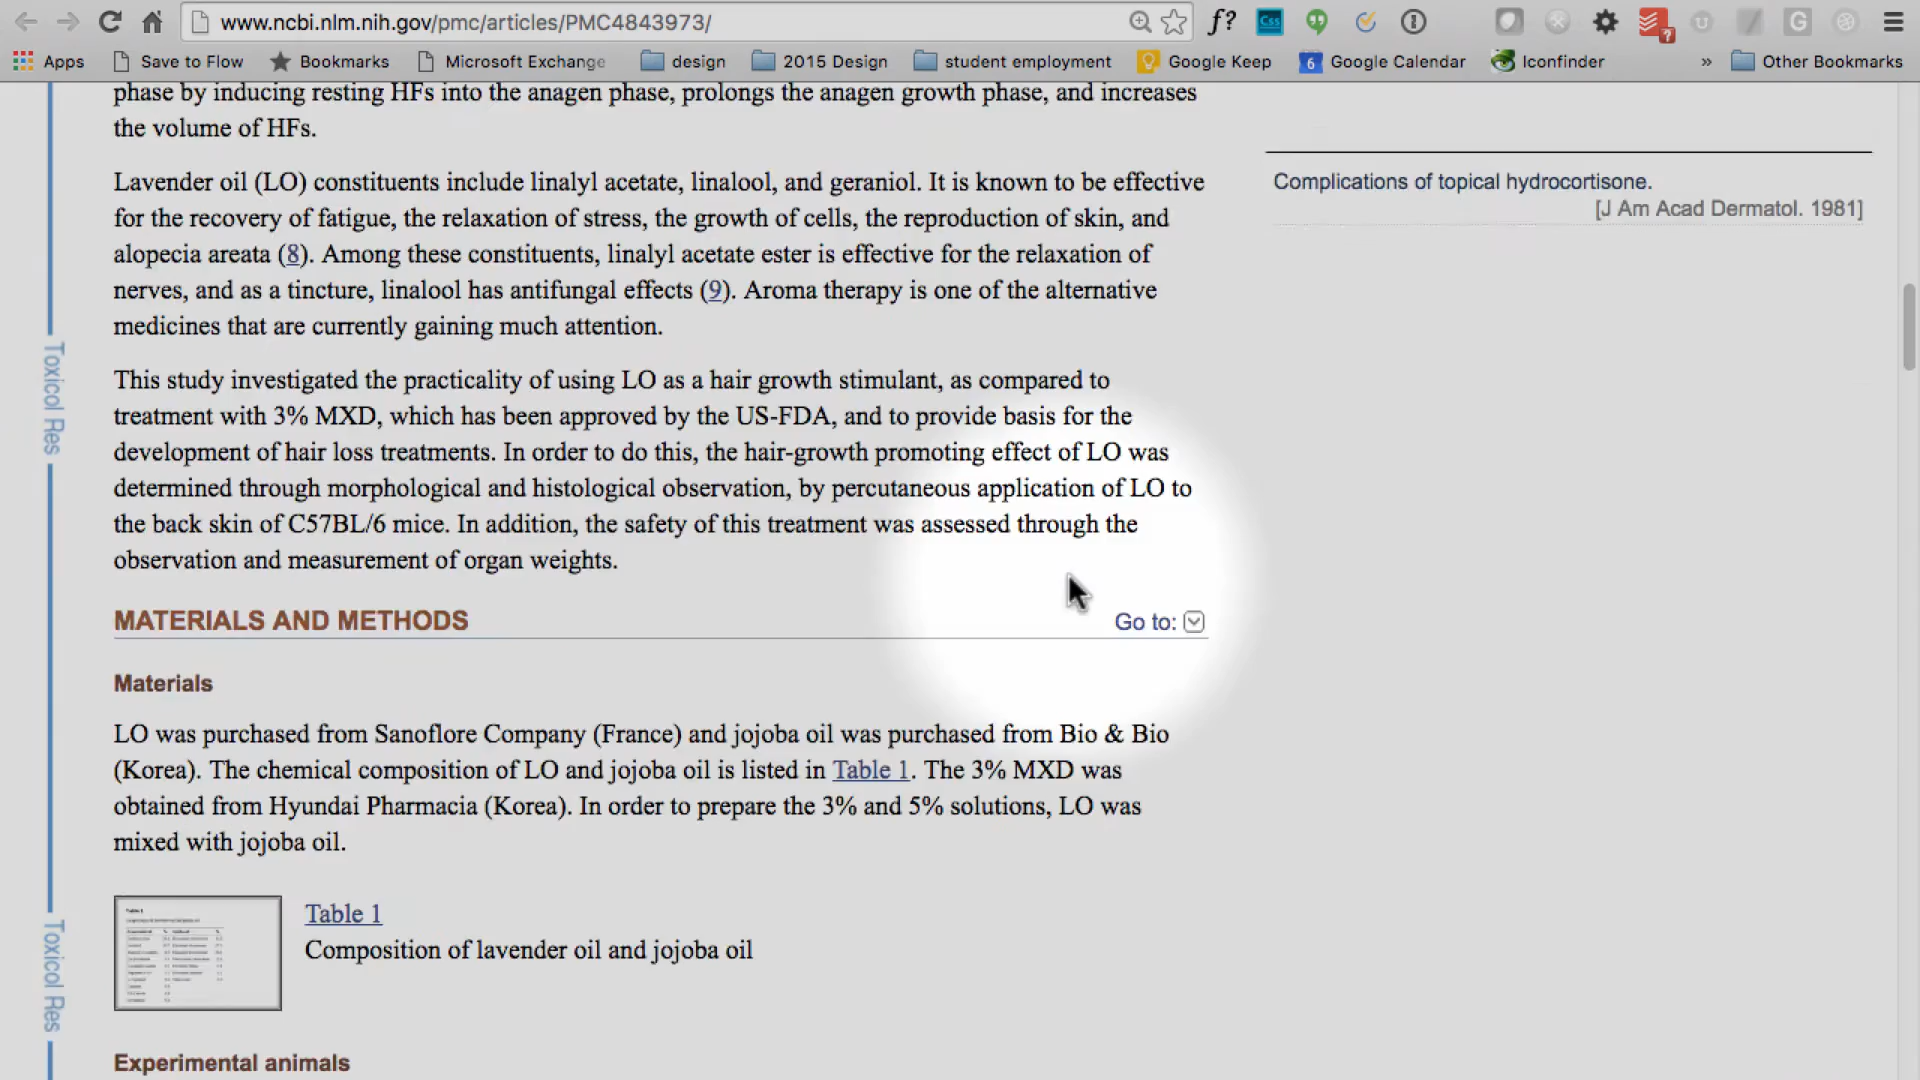 www.ncbi.nlm.nih.gov/pmc/articles/PMC4843973/
f?
Css
Apps
Save to Flow
Bookmarks
Microsoft Exchange
design
2015 Design
student employment
Google Keep
6
Google Calendar
Iconfinder
»
Other Bookmarks
phase by inducing resting HFs into the anagen phase, prolongs the anagen growth phase, and increases
the volume of HFs.
Lavender oil (LO) constituents include linalyl acetate, linalool, and geraniol. It is known to be effective
for the recovery of fatigue, the relaxation of stress, the growth of cells, the reproduction of skin, and
alopecia areata (8). Among these constituents, linalyl acetate ester is effective for the relaxation of
nerves, and as a tincture, linalool has antifungal effects (9). Aroma therapy is one of the alternative
medicines that are currently gaining much attention.
This study investigated the practicality of using LO as a hair growth stimulant, as compared to
treatment with 3% MXD, which has been approved by the US-FDA, and to provide basis for the
development of hair loss treatments. In order to do this, the hair-growth promoting effect of LO was
determined through morphological and histological observation, by percutaneous application of LO to
the back skin of C57BL/6 mice. In addition, the safety of this treatment was assessed through the
observation and measurement of organ weights.
MATERIALS AND METHODS
Go to:
Materials
LO was purchased from Sanoflore Company (France) and jojoba oil was purchased from Bio & Bio
(Korea). The chemical composition of LO and jojoba oil is listed in Table 1. The 3% MXD was
obtained from Hyundai Pharmacia (Korea). In order to prepare the 3% and 5% solutions, LO was
mixed with jojoba oil.
Table 1
Table 1
Composition of lavender oil and jojoba oil
Experimental animals
Complications of topical hydrocortisone.
[J Am Acad Dermatol. 1981]
Toxicol Res
Toxicol Res